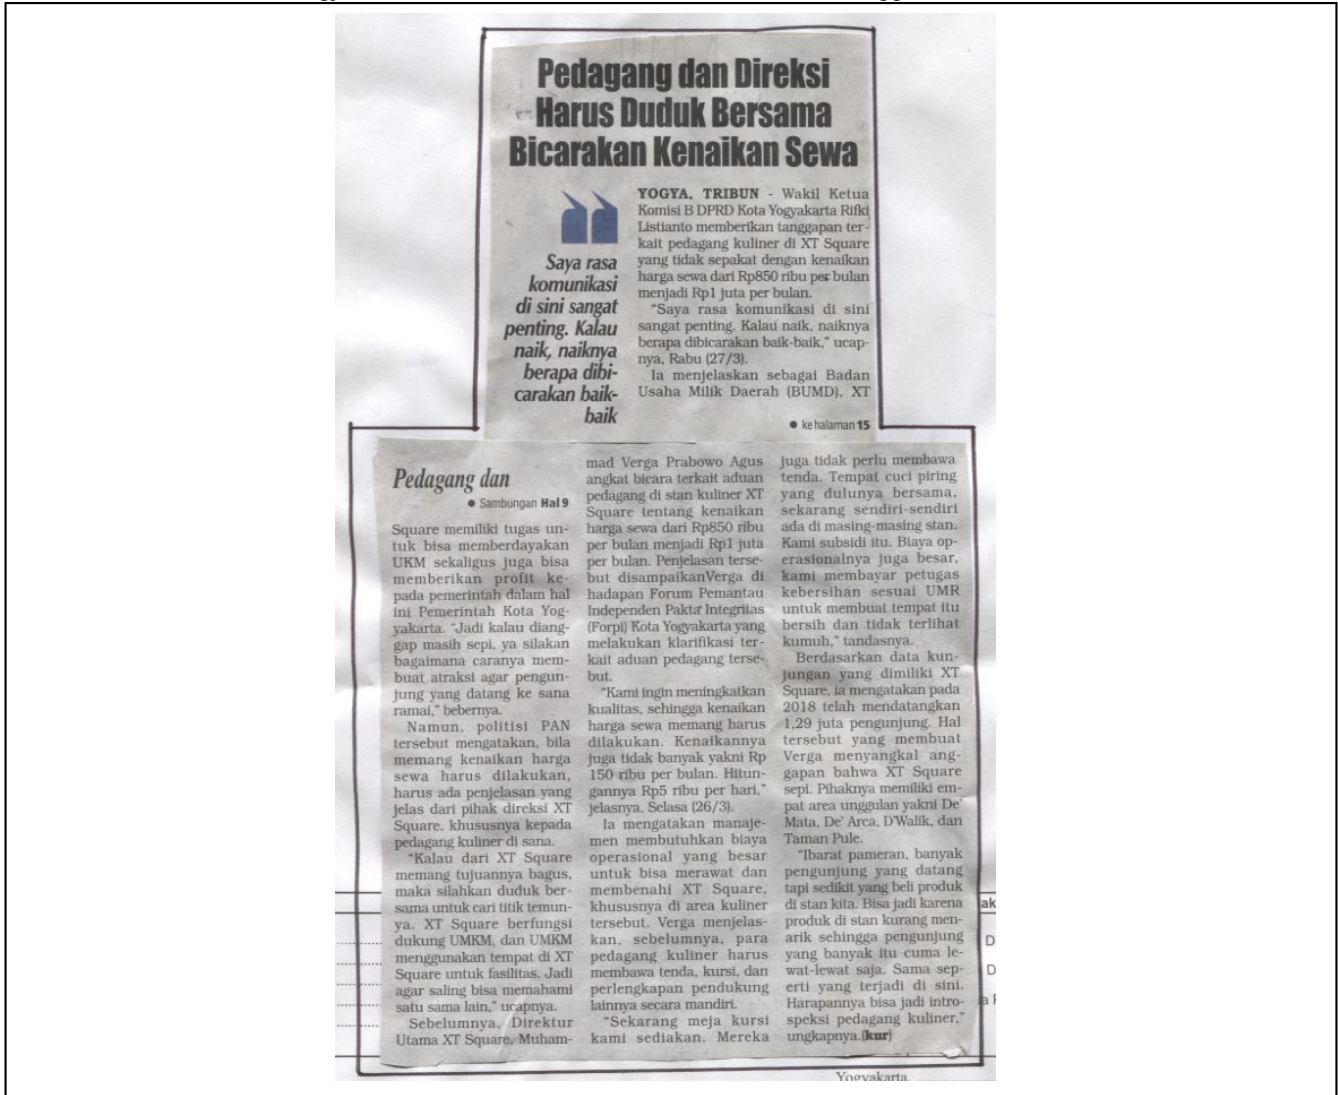 Pedagang dan Direksi
Harus Duduk Bersama
Bicarakan Kenaikan Sewa
Saya rasa
komunikasi
di sini sangat
penting. Kalau
naik, naiknya
berapa dibi-
carakan baik-
baik
YOGYA, TRIBUN - Wakil Ketua
Komisi B DPRD Kota Yogyakarta Rifki
Listianto memberikan tanggapan ter-
kait pedagang kuliner di XT Square
yang tidak sepakat dengan kenaikan
harga sewa dari Rp850 ribu per bulan
menjadi Rp1 juta per bulan.
"Saya rasa komunikasi di sini
sangat penting. Kalau naik, naiknya
berapa dibicarakan baik-baik," ucap-
nya, Rabu (27/3).
Ia menjelaskan sebagai Badan
Usaha Milik Daerah (BUMD), XT
● ke halaman 15
Pedagang dan
● Sambungan Hal 9
Square memiliki tugas un-
tuk bisa memberdayakan
UKM sekaligus juga bisa
memberikan profit ke-
pada pemerintah dalam hal
ini Pemerintah Kota Yog-
yakarta. "Jadi kalau diang-
gap masih sepi, ya silakan
bagaimana caranya mem-
buat atraksi agar pengun-
jung yang datang ke sana
ramai," bebernya.
Namun, politisi PAN
tersebut mengatakan, bila
memang kenaikan harga
sewa harus dilakukan,
harus ada penjelasan yang
jelas dari pihak direksi XT
Square, khususnya kepada
pedagang kuliner di sana.
"Kalau dari XT Square
memang tujuannya bagus,
maka silahkan duduk ber-
sama untuk cari titik temun-
ya. XT Square berfungsi
dukung UMKM, dan UMKM
menggunakan tempat di XT
Square untuk fasilitas. Jadi
agar saling bisa memahami
satu sama lain," ucapnya.
Sebelumnya, Direktur
Utama XT Square, Muham-
mad Verga Prabowo Agus
angkat bicara terkait aduan
pedagang di stan kuliner XT
Square tentang kenaikan
harga sewa dari Rp850 ribu
per bulan menjadi Rp1 juta
per bulan. Penjelasan terse-
but disampaikanVerga di
hadapan Forum Pemantau
Independen Pakta Integritas
(Forpi) Kota Yogyakarta yang
melakukan klarifikasi ter-
kait aduan pedagang terse-
but.
"Kami ingin meningkatkan
kualitas, sehingga kenaikan
harga sewa memang harus
dilakukan. Kenaikannya
juga tidak banyak yakni Rp
150 ribu per bulan. Hitun-
gannya Rp5 ribu per hari,"
jelasnya, Selasa (26/3).
Ia mengatakan manaje-
men membutuhkan biaya
operasional yang besar
untuk bisa merawat dan
membenahi XT Square,
khususnya di area kuliner
tersebut. Verga menjelas-
kan, sebelumnya, para
pedagang kuliner harus
membawa tenda, kursi, dan
perlengkapan pendukung
lainnya secara mandiri.
"Sekarang meja kursi
kami sediakan. Mereka
juga tidak perlu membawa
tenda. Tempat cuci piring
yang dulunya bersama,
sekarang sendiri-sendiri
ada di masing-masing stan.
Kami subsidi itu. Biaya op-
erasionalnya juga besar,
kami membayar petugas
kebersihan sesuai UMR
untuk membuat tempat itu
bersih dan tidak terlihat
kumuh," tandasnya.
Berdasarkan data kun-
jungan yang dimiliki XT
Square, ia mengatakan pada
2018 telah mendatangkan
1,29 juta pengunjung. Hal
tersebut yang membuat
Verga menyangkal ang-
gapan bahwa XT Square
sepi. Pihaknya memiliki em-
pat area unggulan yakni De'
Mata, De' Arca, D'Walik, dan
Taman Pule.
"Ibarat pameran, banyak
pengunjung yang datang
tapi sedikit yang beli produk
di stan kita. Bisa jadi karena
produk di stan kurang men-
arik sehingga pengunjung
yang banyak itu cuma le-
wat-lewat saja. Sama sep-
erti yang terjadi di sini.
Harapannya bisa jadi intro-
speksi pedagang kuliner,"
ungkapnya.(kur)
ak
D
D
a P
Yogyakarta,